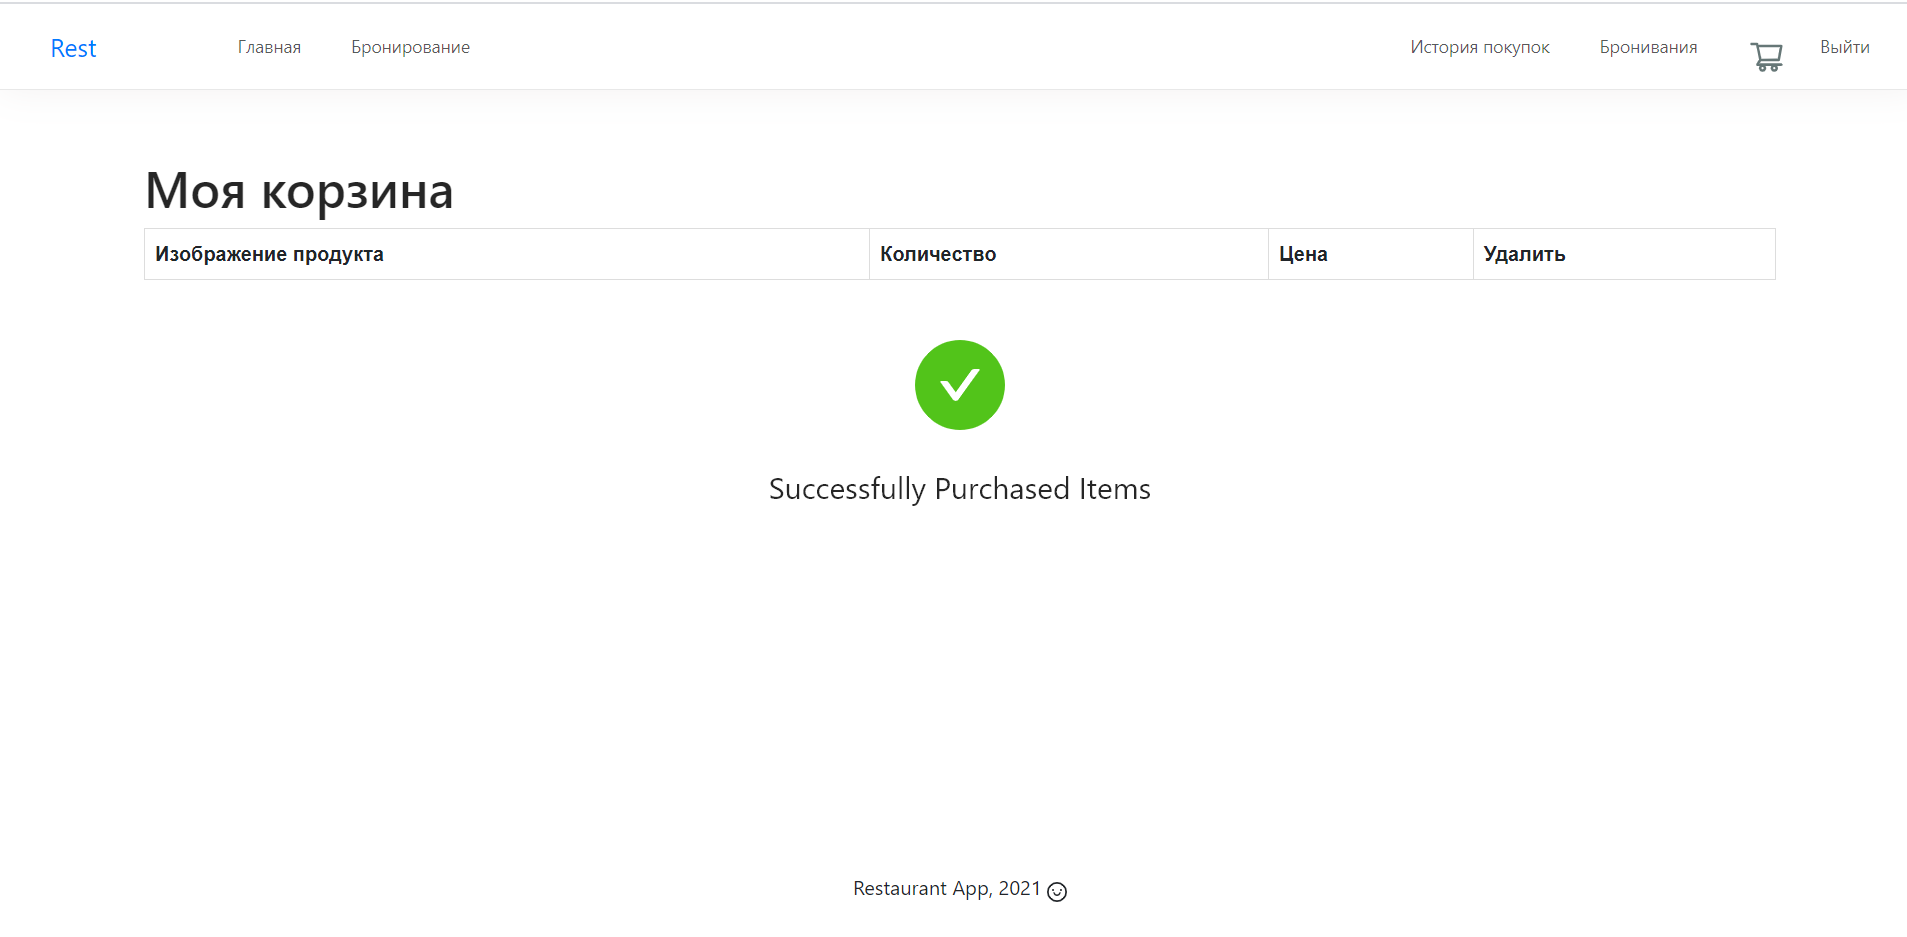 Rest Главная Бронирование История покупок Бронивания Выйти
Моя корзина
Изображение продукта Количество Цена Удалить
Successfully Purchased Items
Restaurant App, 2021